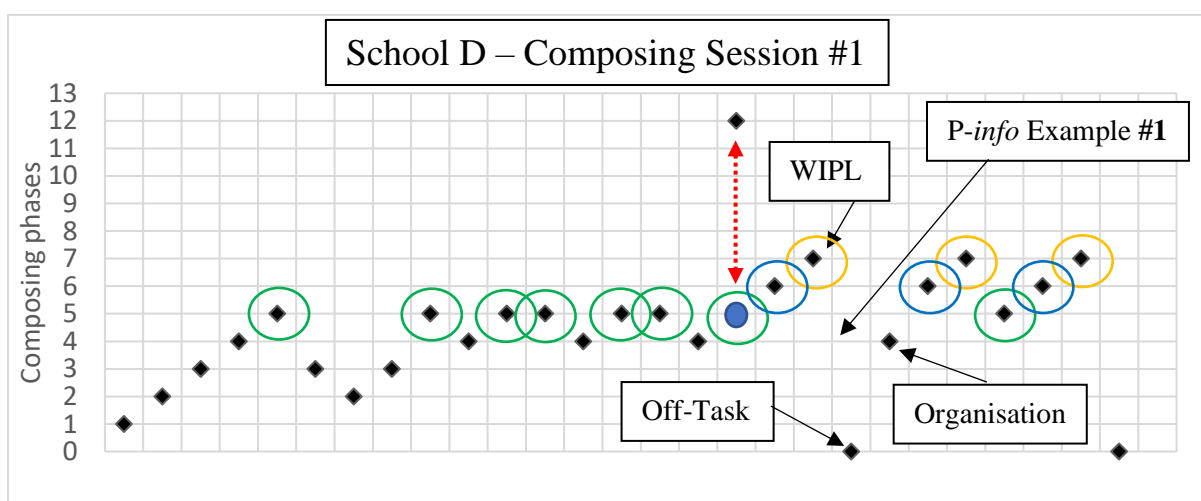 School D – Composing Session #1
13
12
11
10
9
8
7
6
5
4
3
2
1
0
Composing phases
WIPL
P-info Example #1
Off-Task
Organisation